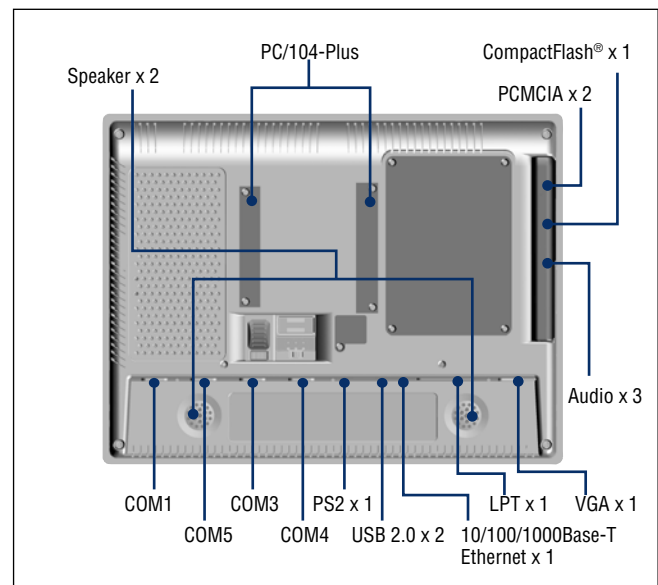 PC/104-Plus
CompactFlash® x 1
Speaker x 2
PCMCIA x 2
Audio x 3
COM1
COM3
PS2 x 1
LPT x 1
VGA x 1
COM5
COM4
USB 2.0 x 2
10/100/1000Base-T
Ethernet x 1